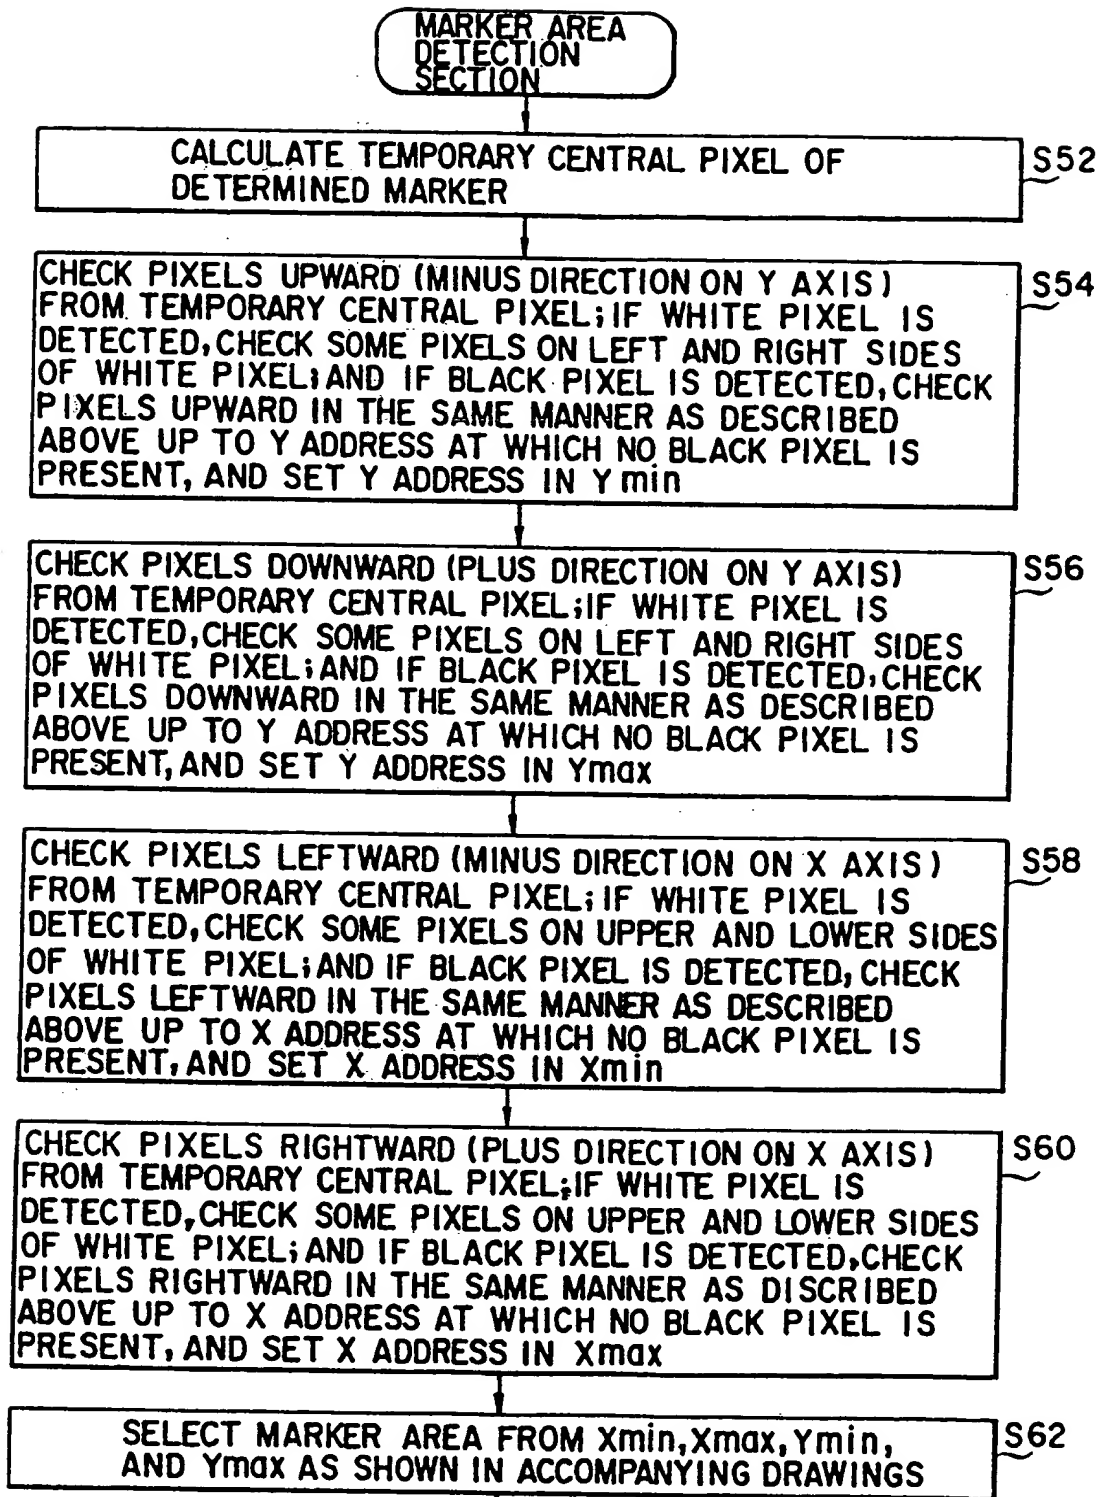 MARKER AREA
DETECTION
SECTION
CALCULATE TEMPORARY CENTRAL PIXEL OF
DETERMINED MARKER
S52
CHECK PIXELS UPWARD (MINUS DIRECTION ON Y AXIS)
FROM TEMPORARY CENTRAL PIXEL; IF WHITE PIXEL IS
DETECTED, CHECK SOME PIXELS ON LEFT AND RIGHT SIDES
OF WHITE PIXEL; AND IF BLACK PIXEL IS DETECTED, CHECK
PIXELS UPWARD IN THE SAME MANNER AS DESCRIBED
ABOVE UP TO Y ADDRESS AT WHICH NO BLACK PIXEL IS
PRESENT, AND SET Y ADDRESS IN Ymin
S54
CHECK PIXELS DOWNWARD (PLUS DIRECTION ON Y AXIS)
FROM TEMPORARY CENTRAL PIXEL; IF WHITE PIXEL IS
DETECTED, CHECK SOME PIXELS ON LEFT AND RIGHT SIDES
OF WHITE PIXEL; AND IF BLACK PIXEL IS DETECTED, CHECK
PIXELS DOWNWARD IN THE SAME MANNER AS DESCRIBED
ABOVE UP TO Y ADDRESS AT WHICH NO BLACK PIXEL IS
PRESENT, AND SET Y ADDRESS IN Ymax
S56
CHECK PIXELS LEFTWARD (MINUS DIRECTION ON X AXIS)
FROM TEMPORARY CENTRAL PIXEL; IF WHITE PIXEL IS
DETECTED, CHECK SOME PIXELS ON UPPER AND LOWER SIDES
OF WHITE PIXEL; AND IF BLACK PIXEL IS DETECTED, CHECK
PIXELS LEFTWARD IN THE SAME MANNER AS DESCRIBED
ABOVE UP TO X ADDRESS AT WHICH NO BLACK PIXEL IS
PRESENT, AND SET X ADDRESS IN Xmin
S58
CHECK PIXELS RIGHTWARD (PLUS DIRECTION ON X AXIS)
FROM TEMPORARY CENTRAL PIXEL; IF WHITE PIXEL IS
DETECTED, CHECK SOME PIXELS ON UPPER AND LOWER SIDES
OF WHITE PIXEL; AND IF BLACK PIXEL IS DETECTED, CHECK
PIXELS RIGHTWARD IN THE SAME MANNER AS DISCRIBED
ABOVE UP TO X ADDRESS AT WHICH NO BLACK PIXEL IS
PRESENT, AND SET X ADDRESS IN Xmax
S60
SELECT MARKER AREA FROM Xmin, Xmax, Ymin,
AND Ymax AS SHOWN IN ACCOMPANYING DRAWINGS
S62